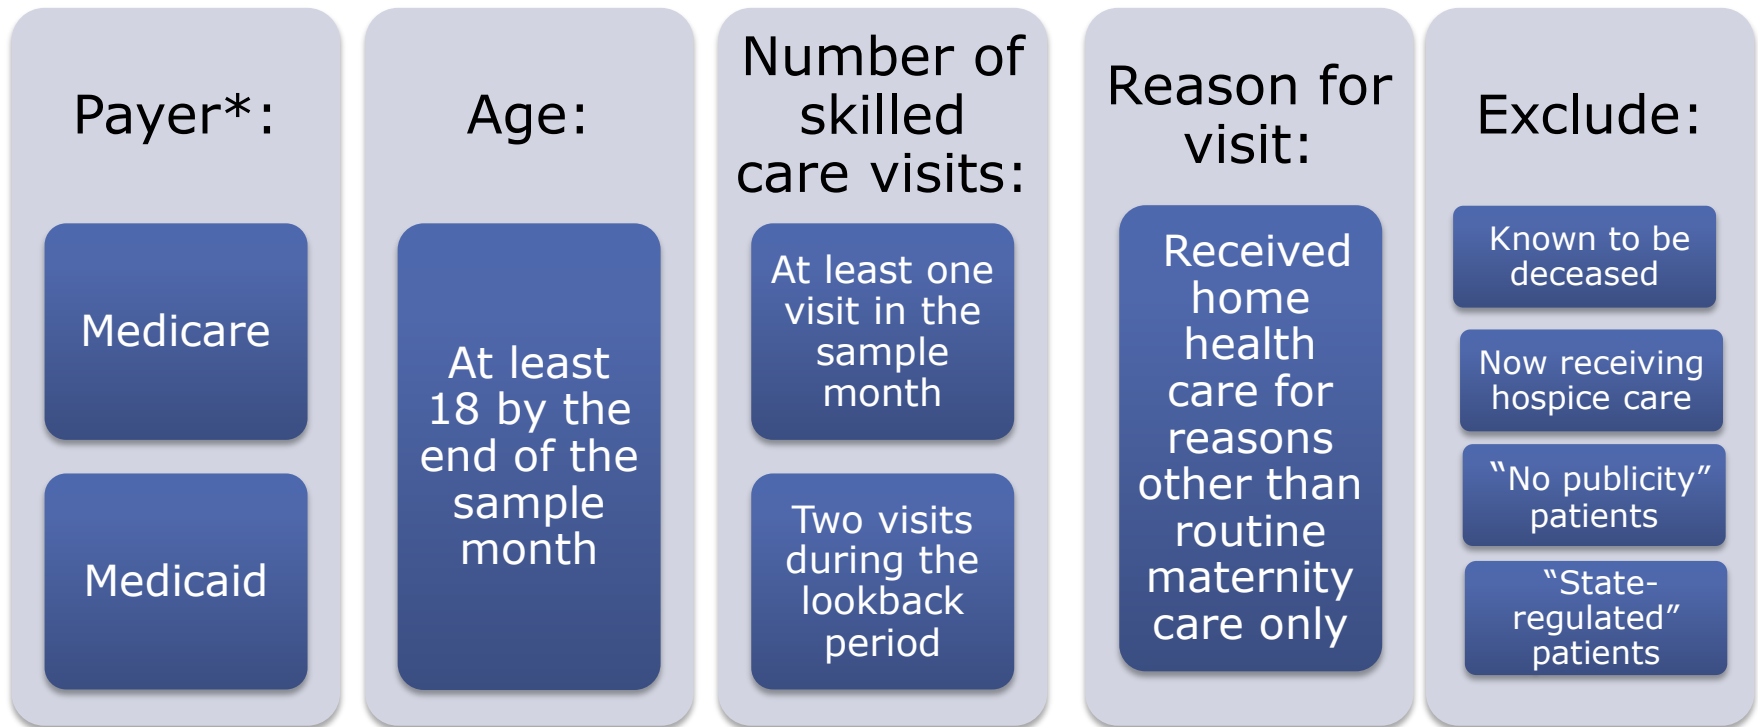 Payer*:
Medicare
Medicaid
Age:
At least
18 by the
end of the
sample
month
Number of
skilled
care visits:
At least one
visit in the
sample
month
Two visits
during the
lookback
period
Reason for
visit:
Received
home
health
care for
reasons
other than
routine
maternity
care only
Exclude:
Known to be
deceased
Now receiving
hospice care
“No publicity”
patients
“State-
regulated”
patients